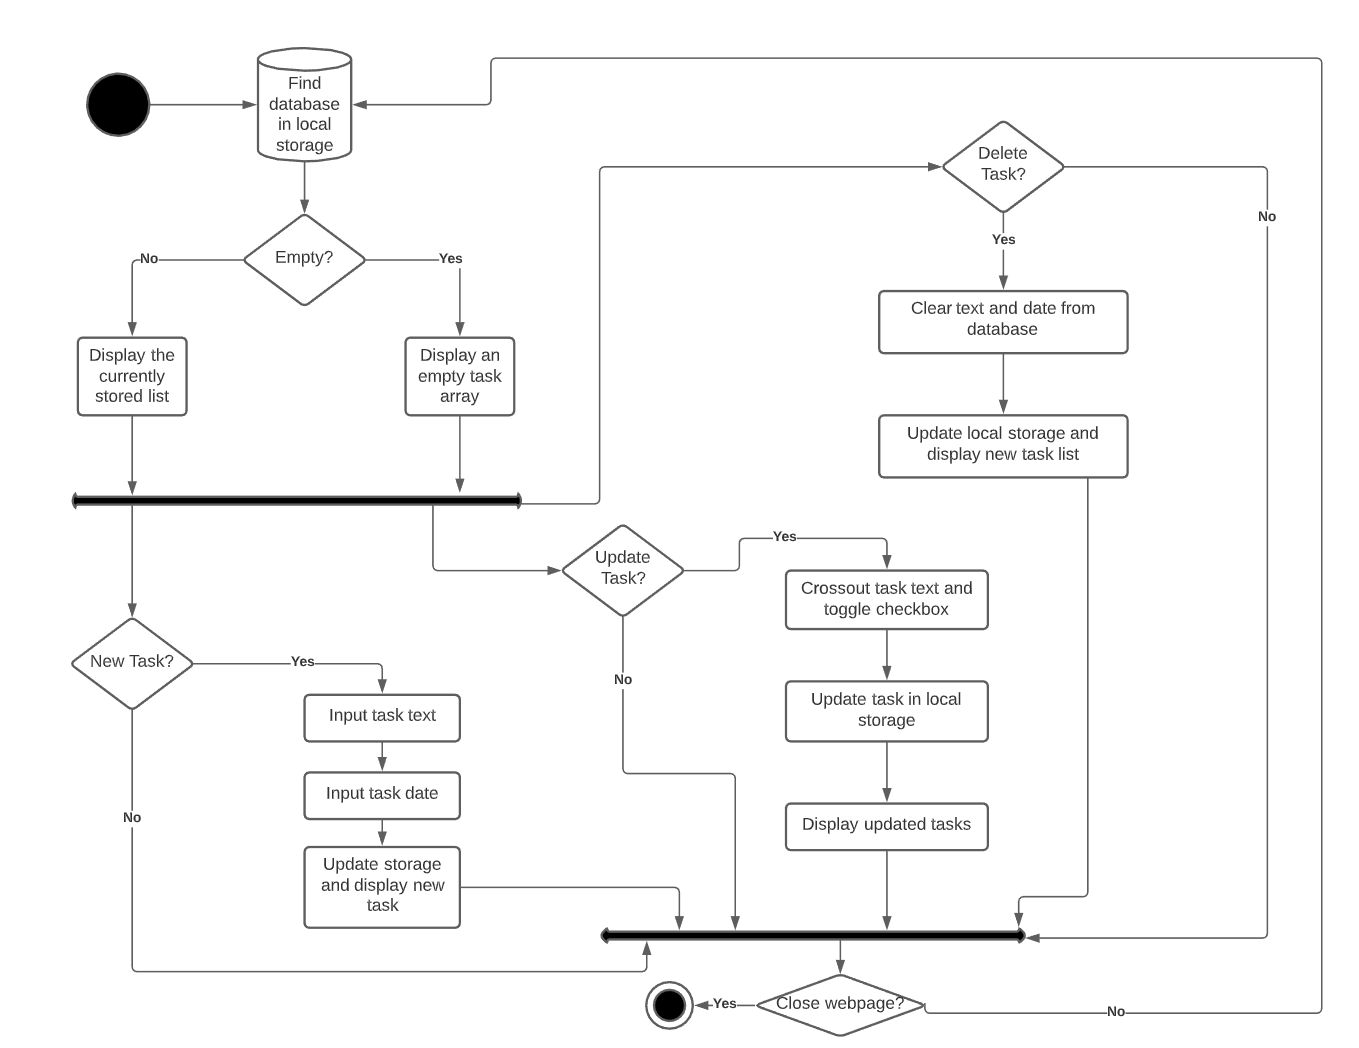 Find
database
in local
storage
Delete
Task?
No
Yes
Empty?
No
Yes
Clear text and date from
database
Display the
currently
stored list
Display an
empty task
array
Update local storage and
display new task list
Update
Task?
Yes
Crossout task text and
toggle checkbox
New Task?
Yes
No
Input task text
Update task in local
storage
Input task date
No
Display updated tasks
Update storage
and display new
task
Close webpage?
Yes
No